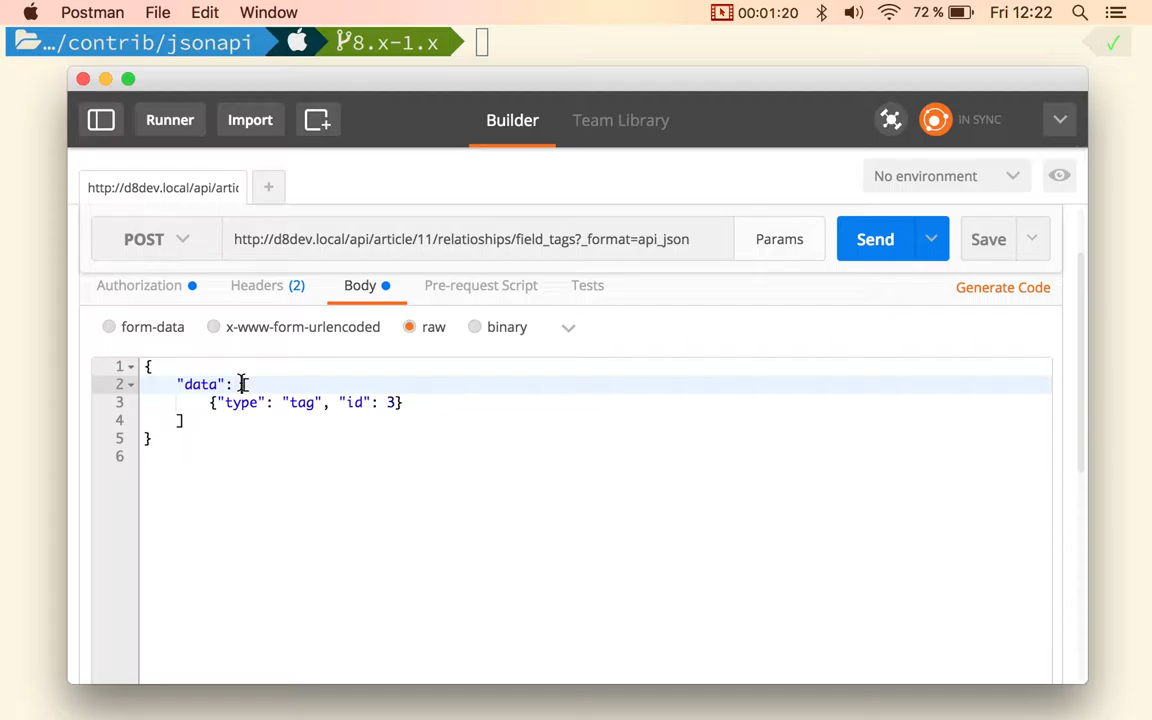 Postman File Edit Window 00:01:20 72 % Fri 12:22
…/contrib/jsonapi 8.x-1.x
Runner Import Builder Team Library IN SYNC
http://d8dev.local/api/artic + No environment
POST http://d8dev.local/api/article/11/relatioships/field_tags?_format=api_json Params Send Save
Authorization Headers (2) Body Pre-request Script Tests Generate Code
form-data x-www-form-urlencoded raw binary
1 {
2 "data": [
3 {"type": "tag", "id": 3}
4 ]
5 }
6